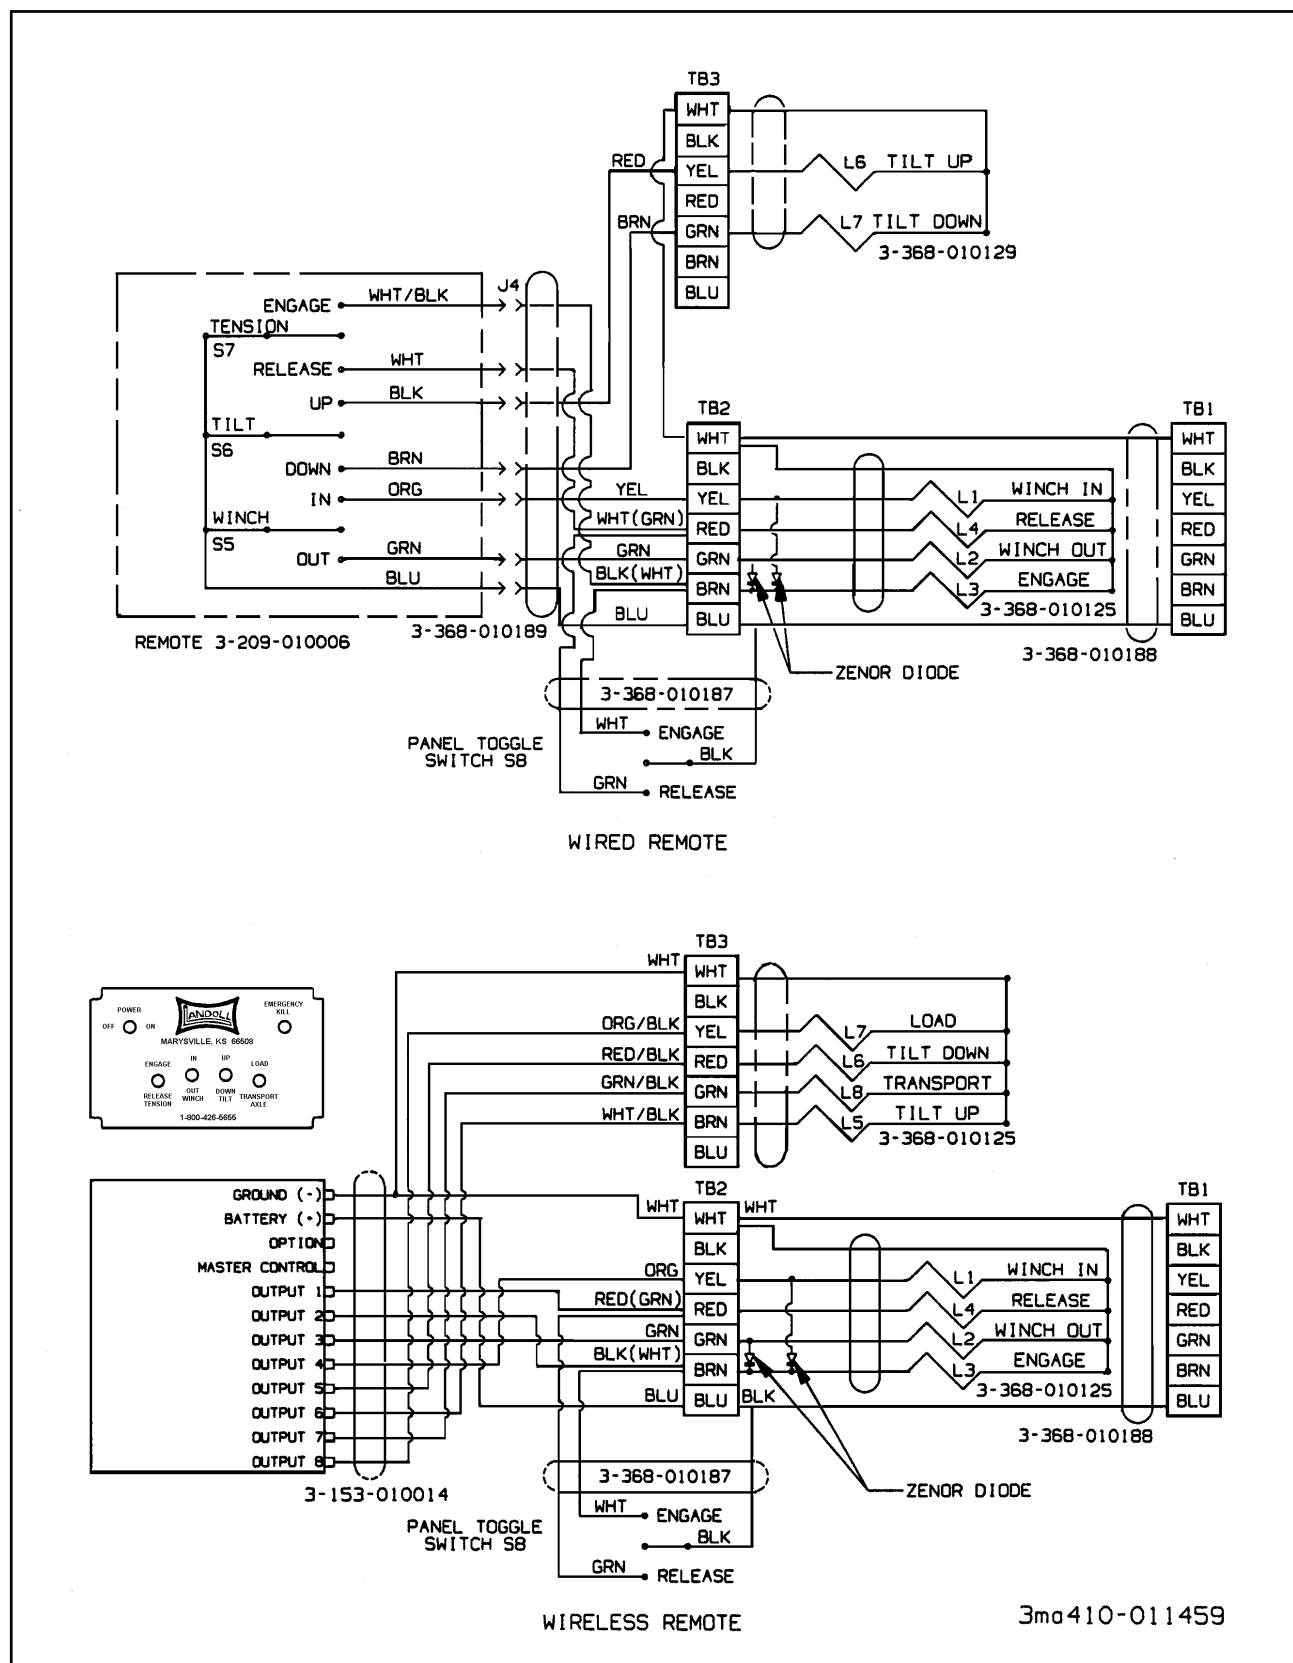 TB3
WHT
BLK
RED YEL L6 TILT UP
RED
BRN GRN L7 TILT DOWN
3-368-010129
BRN
BLU
J4
ENGAGE WHT/BLK
TENSION
S7
RELEASE WHT
UP BLK
TILT
S6
DOWN BRN
IN ORG
WINCH
S5
OUT GRN
BLU
REMOTE 3-209-010006
3-368-010189
TB2 TB1
WHT WHT
BLK BLK
YEL YEL L1 WINCH IN YEL
WHT(GRN) RED L4 RELEASE RED
GRN GRN L2 WINCH OUT GRN
BLK(WHT) BRN L3 ENGAGE BRN
3-368-010125
BLU BLU BLU
3-368-010188
ZENOR DIODE
3-368-010187
WHT ENGAGE
PANEL TOGGLE
SWITCH S8
BLK
GRN RELEASE
WIRED REMOTE
TB3
WHT WHT
BLK
ORG/BLK YEL L7 LOAD
RED/BLK RED L6 TILT DOWN
GRN/BLK GRN L8 TRANSPORT
WHT/BLK BRN L5 TILT UP
3-368-010125
BLU
POWER
OFF ON
LANDOLL
EMERGENCY
KILL
MARYSVILLE, KS 66508
ENGAGE IN UP LOAD
RELEASE
TENSION
OUT
WINCH
DOWN
TILT
TRANSPORT
AXLE
1-800-426-5655
GROUND (-)
BATTERY (+)
OPTION
MASTER CONTROL
OUTPUT 1
OUTPUT 2
OUTPUT 3
OUTPUT 4
OUTPUT 5
OUTPUT 6
OUTPUT 7
OUTPUT 8
3-153-010014
TB2 TB1
WHT WHT WHT WHT
BLK BLK
ORG YEL L1 WINCH IN YEL
RED(GRN) RED L4 RELEASE RED
GRN GRN L2 WINCH OUT GRN
BLK(WHT) BRN L3 ENGAGE BRN
3-368-010125
BLU BLU BLK BLU
3-368-010188
3-368-010187
ZENOR DIODE
WHT ENGAGE
PANEL TOGGLE
SWITCH S8
BLK
GRN RELEASE
WIRELESS REMOTE
3ma410-011459